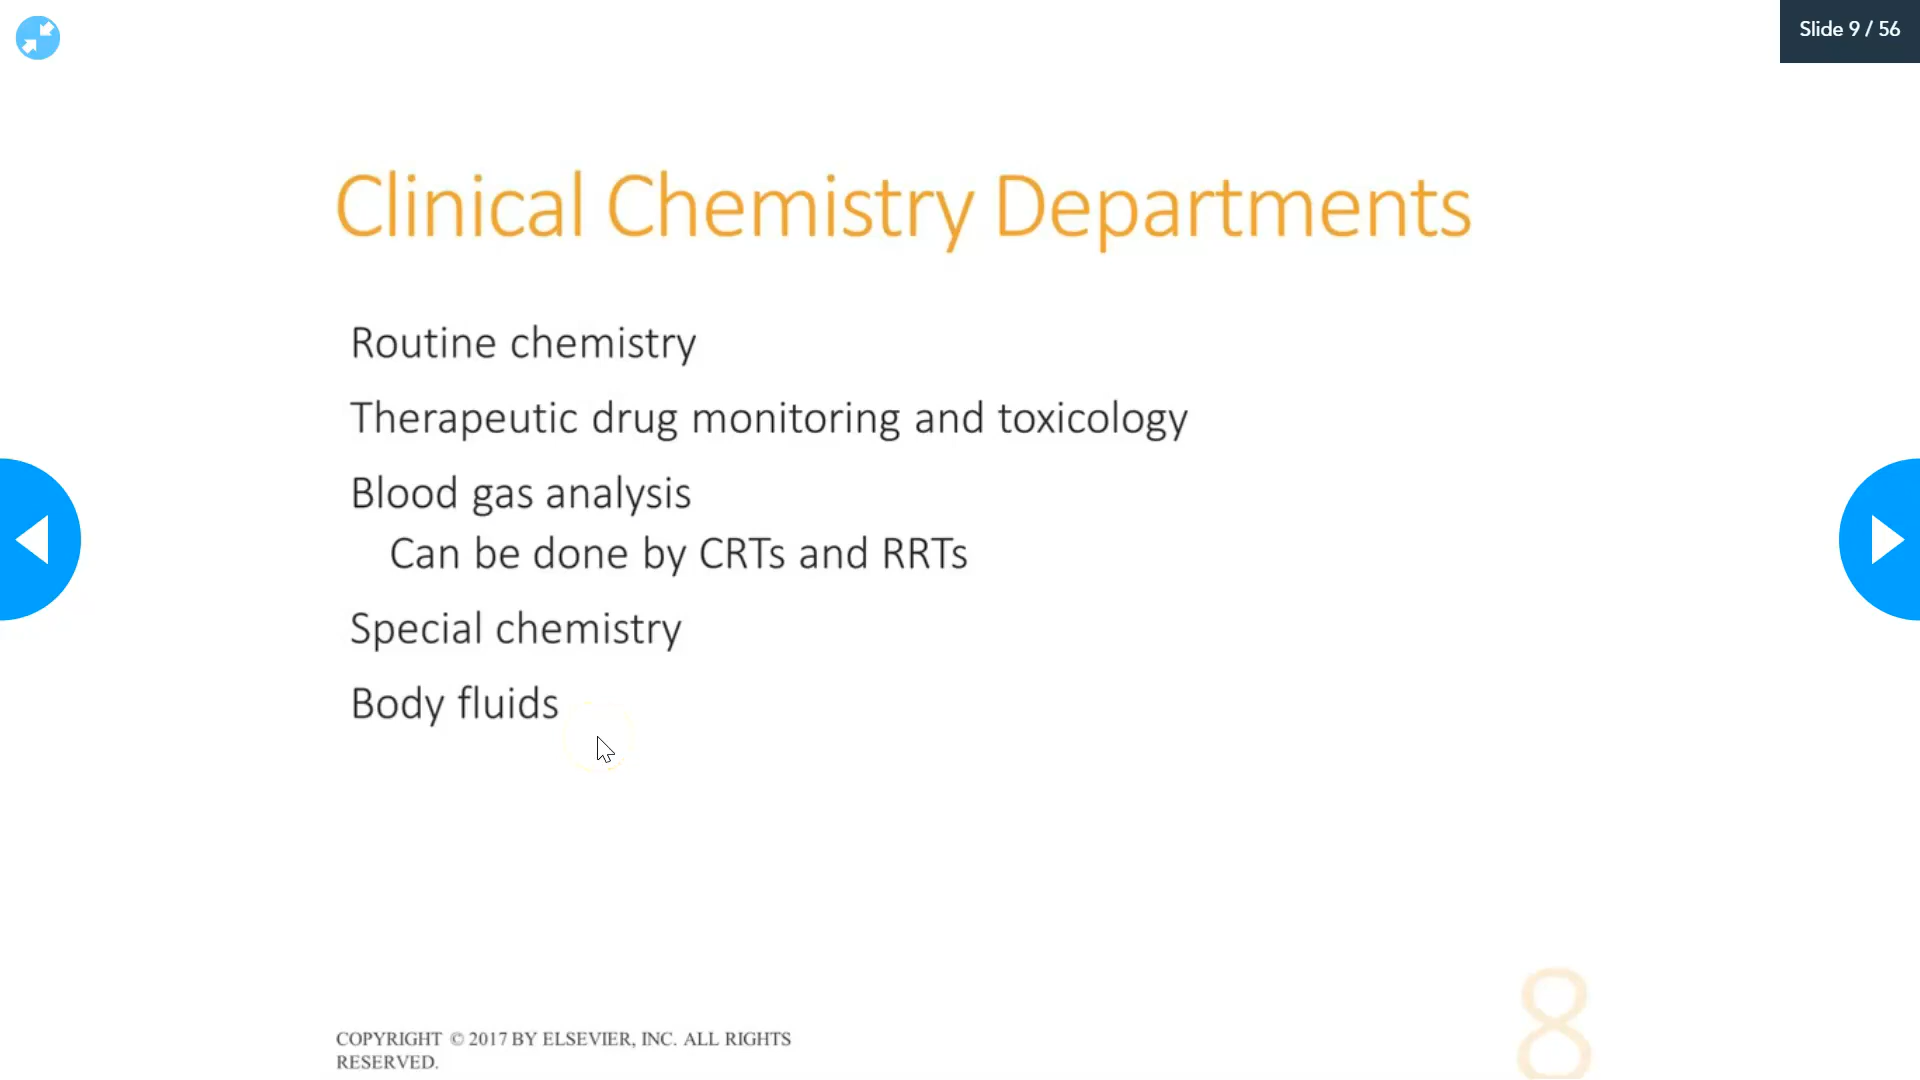 Slide 9 / 56
Clinical Chemistry Departments
Routine chemistry
Therapeutic drug monitoring and toxicology
Blood gas analysis
Can be done by CRTs and RRTs
Special chemistry
Body fluids
COPYRIGHT © 2017 BY ELSEVIER, INC. ALL RIGHTS
RESERVED.
8